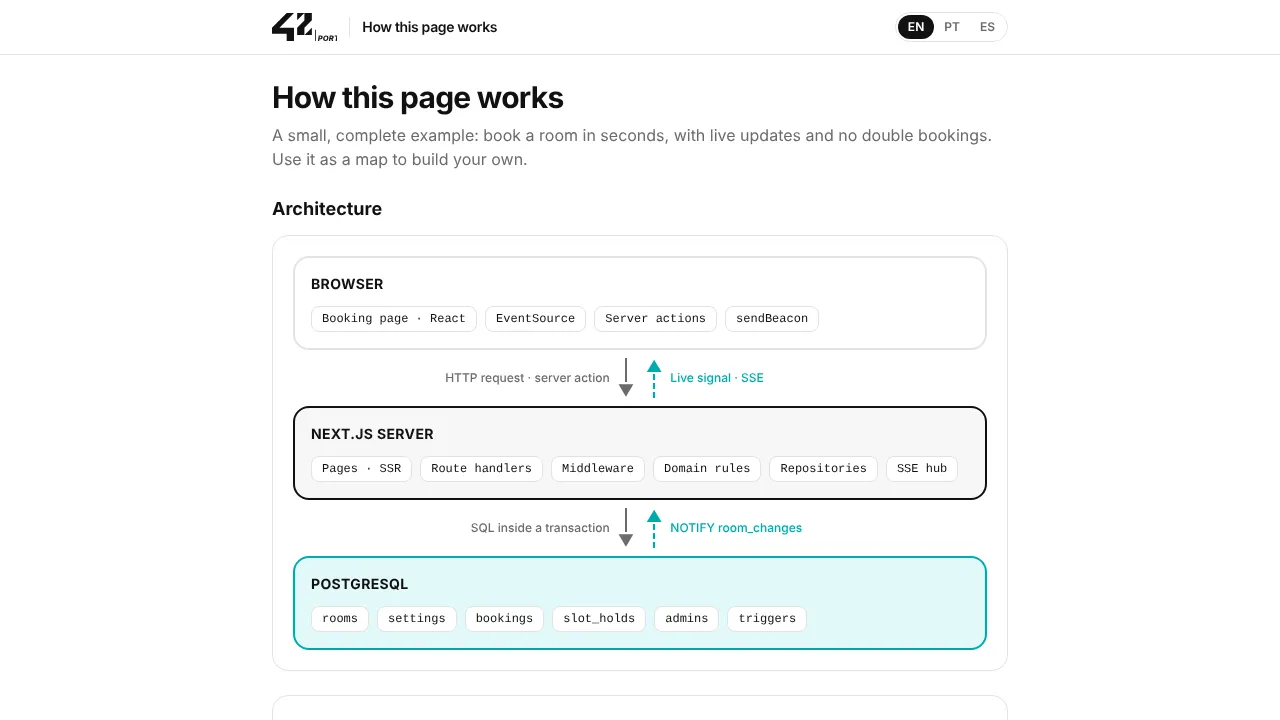 42 PORT
How this page works
EN PT ES
How this page works
A small, complete example: book a room in seconds, with live updates and no double bookings.
Use it as a map to build your own.
Architecture
BROWSER
Booking page · React EventSource Server actions sendBeacon
HTTP request · server action Live signal · SSE
NEXT.JS SERVER
Pages · SSR Route handlers Middleware Domain rules Repositories SSE hub
SQL inside a transaction NOTIFY room_changes
POSTGRESQL
rooms settings bookings slot_holds admins triggers